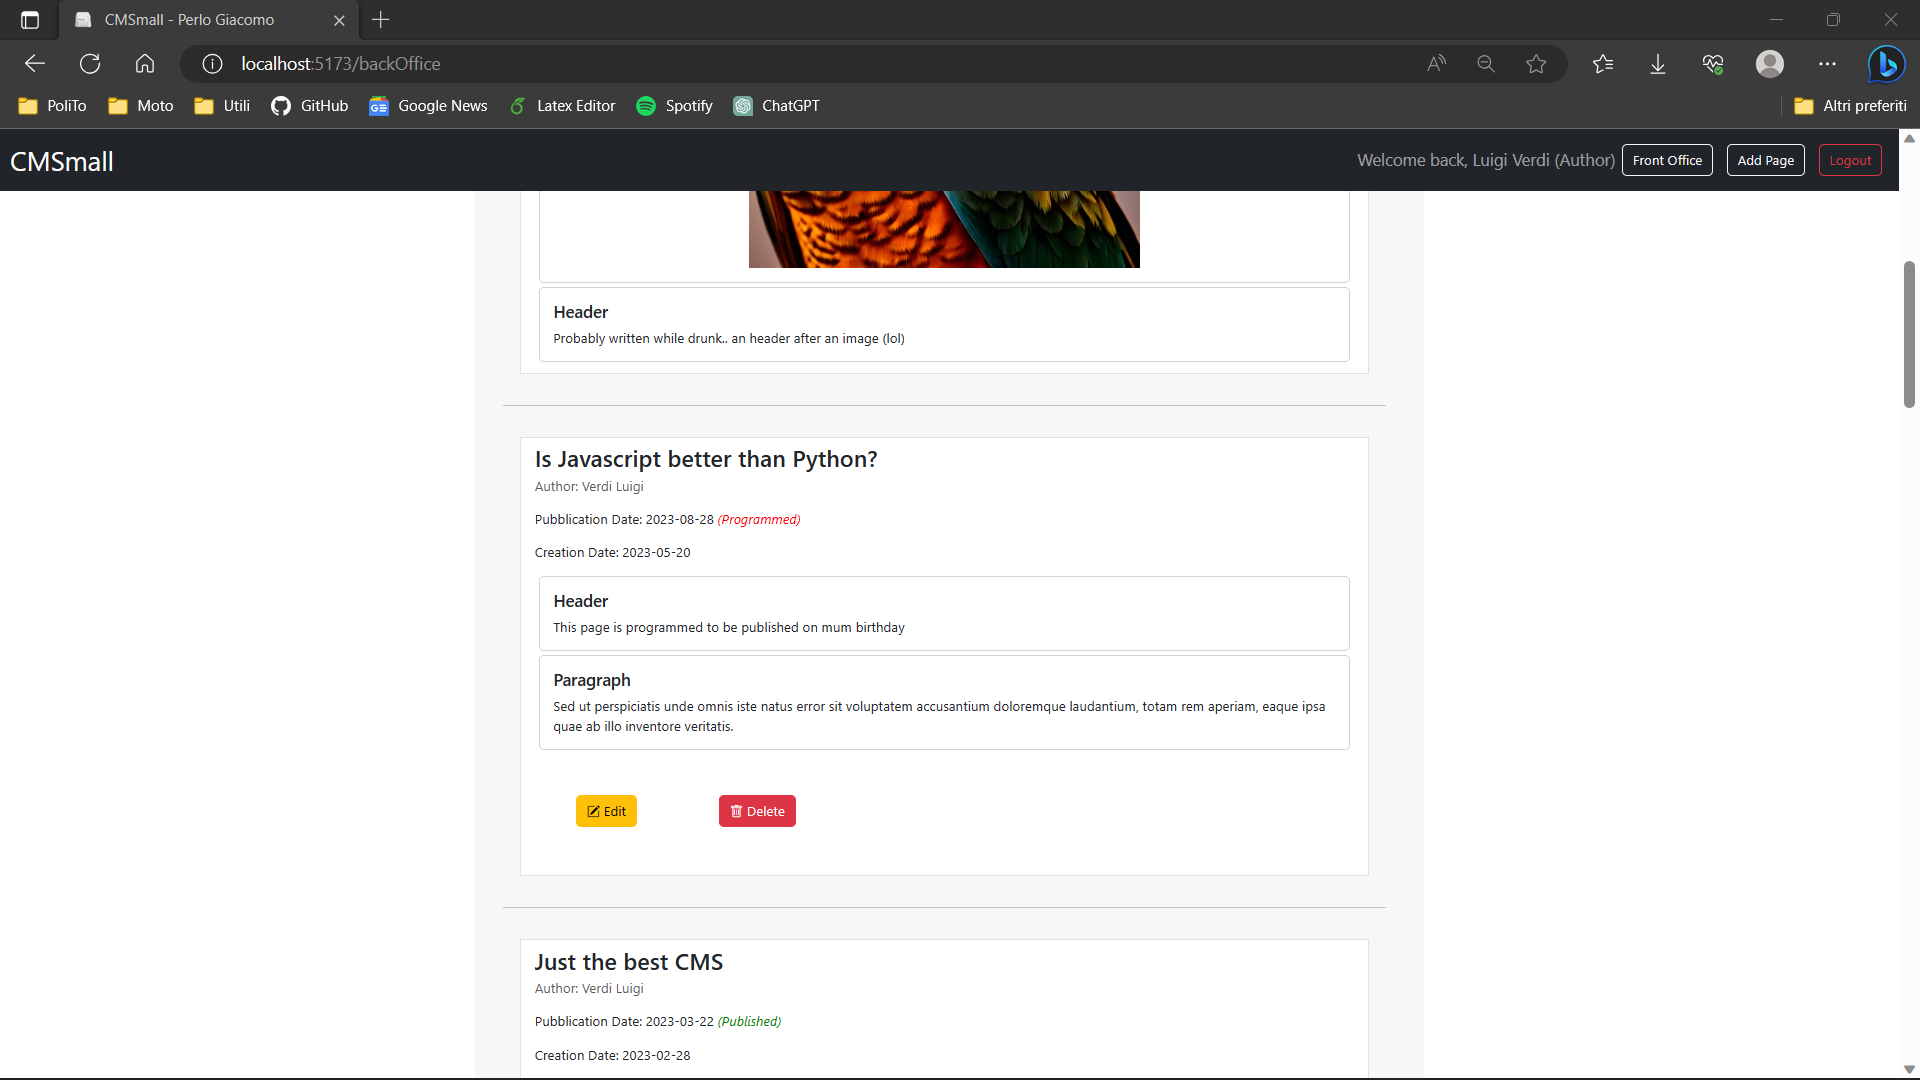 CMSmall - Perlo Giacomo
localhost:5173/backOffice
PoliTo Moto Utili GitHub Google News Latex Editor Spotify ChatGPT Altri preferiti
CMSmall Welcome back, Luigi Verdi (Author) Front Office Add Page Logout
Header
Probably written while drunk.. an header after an image (lol)
Is Javascript better than Python?
Author: Verdi Luigi
Pubblication Date: 2023-08-28 (Programmed)
Creation Date: 2023-05-20
Header
This page is programmed to be published on mum birthday
Paragraph
Sed ut perspiciatis unde omnis iste natus error sit voluptatem accusantium doloremque laudantium, totam rem aperiam, eaque ipsa
quae ab illo inventore veritatis.
Edit Delete
Just the best CMS
Author: Verdi Luigi
Pubblication Date: 2023-03-22 (Published)
Creation Date: 2023-02-28